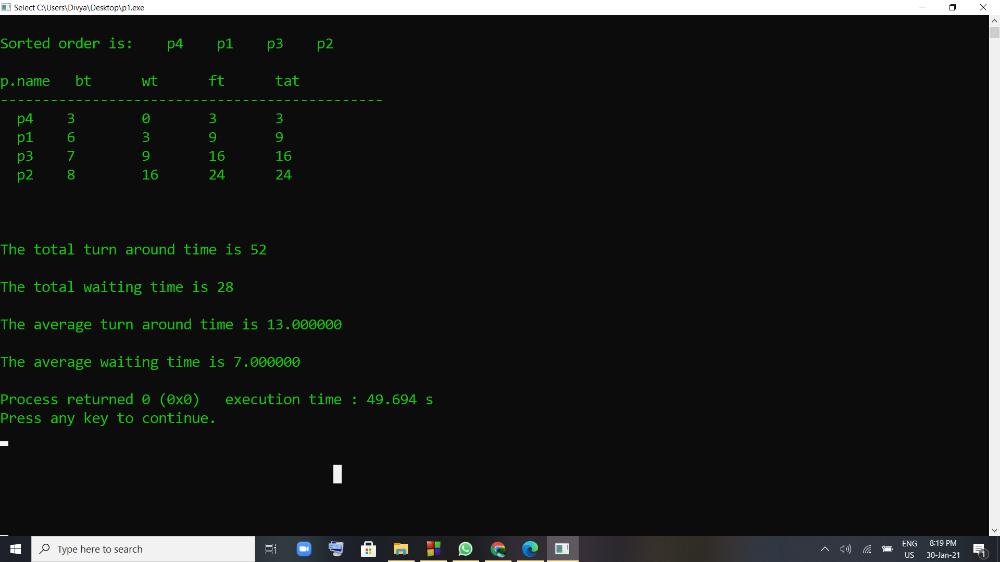 Select C:\Users\Divya\Desktop\p1.exe
Sorted order is:    p4    p1    p3    p2
p.name   bt      wt      ft      tat
----------------------------------------------
p4    3        0       3       3
p1    6        3       9       9
p3    7        9       16      16
p2    8        16      24      24
The total turn around time is 52
The total waiting time is 28
The average turn around time is 13.000000
The average waiting time is 7.000000
Process returned 0 (0x0)   execution time : 49.694 s
Press any key to continue.
Type here to search
ENG
US
8:19 PM
30-Jan-21
1